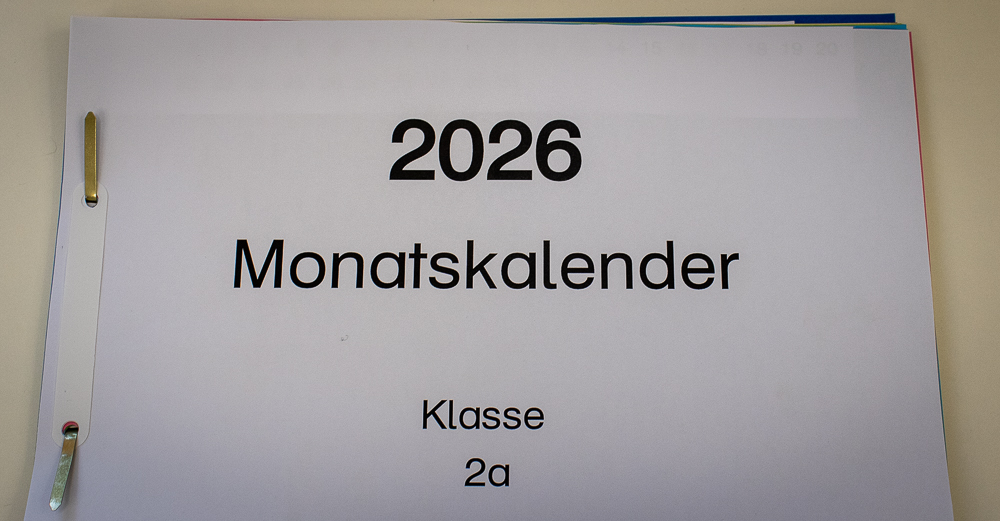 2026
Monatskalender
Klasse
2a